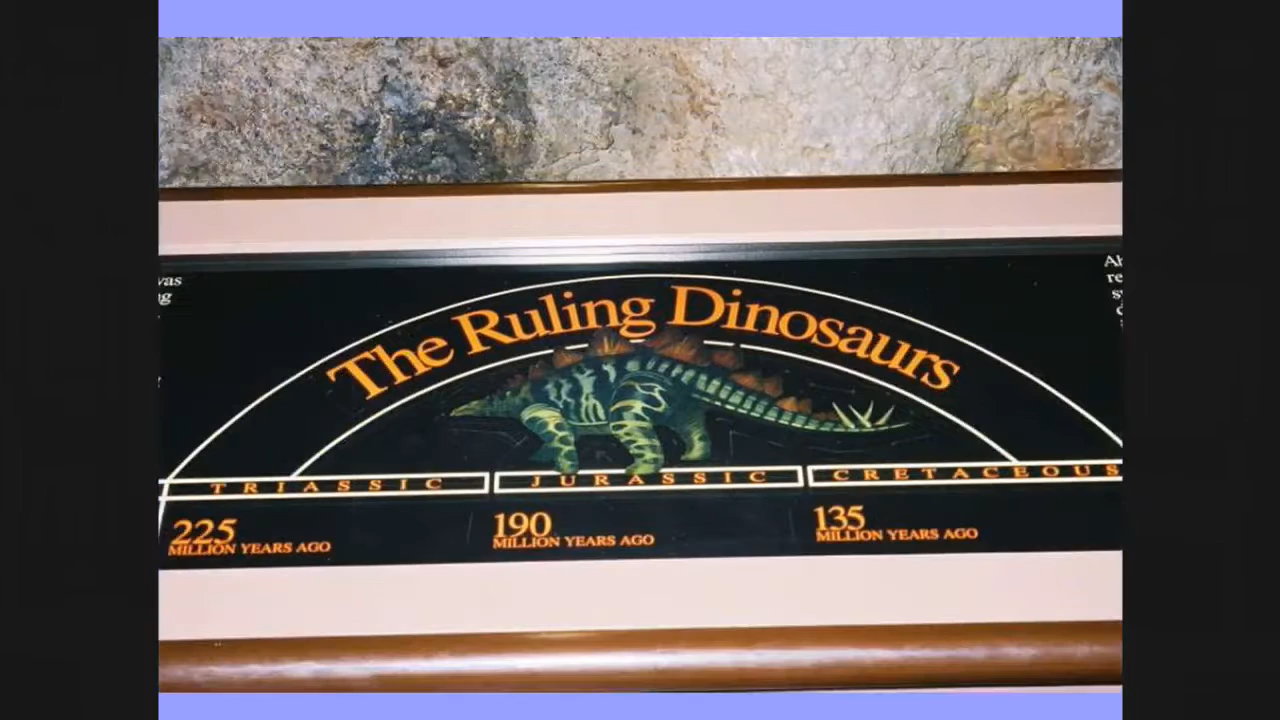 The Ruling Dinosaurs
TRIASSIC JURASSIC CRETACEOUS
225 190 135
MILLION YEARS AGO MILLION YEARS AGO MILLION YEARS AGO